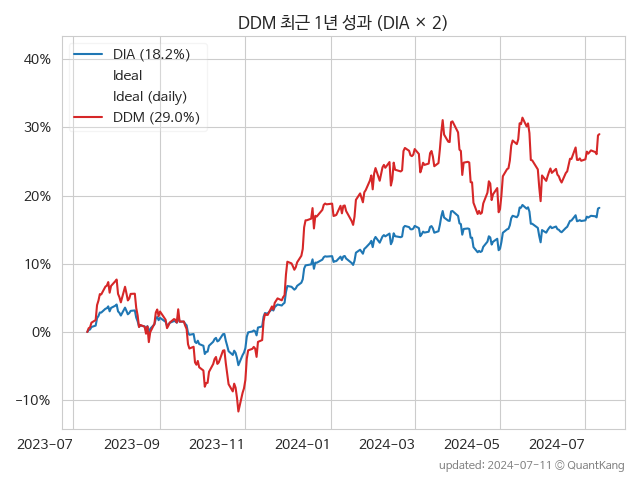 DDM 최근 1년 성과 (DIA × 2)
DIA (18.2%)
Ideal
Ideal (daily)
DDM (29.0%)
40%
30%
20%
10%
0%
−10%
2023-07 2023-09 2023-11 2024-01 2024-03 2024-05 2024-07
updated: 2024-07-11 © QuantKang